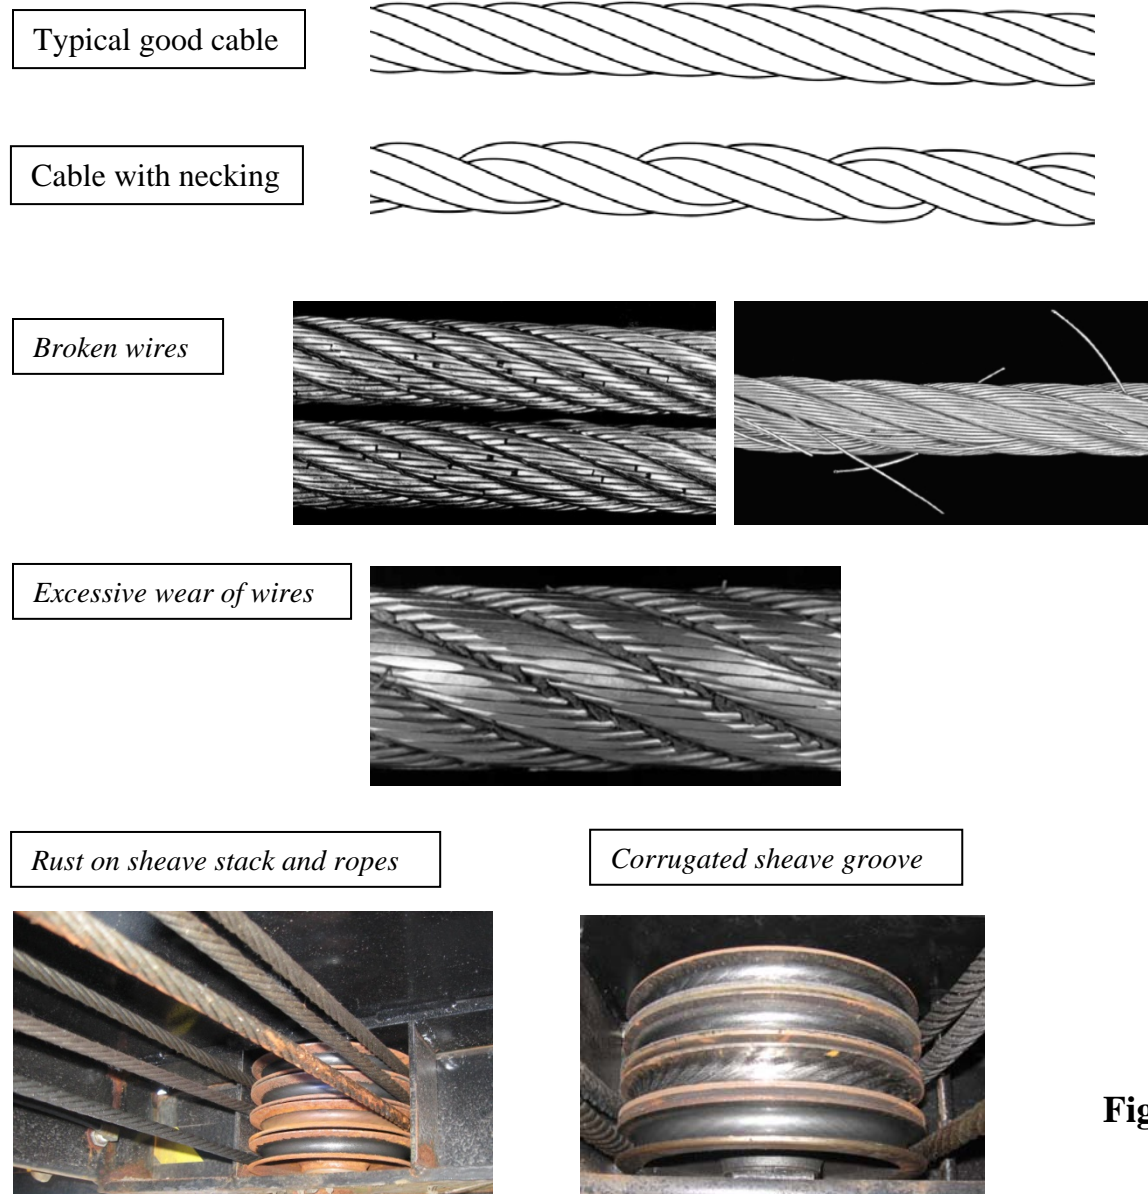 Typical good cable
Cable with necking
Broken wires
Excessive wear of wires
Rust on sheave stack and ropes
Corrugated sheave groove
Fig